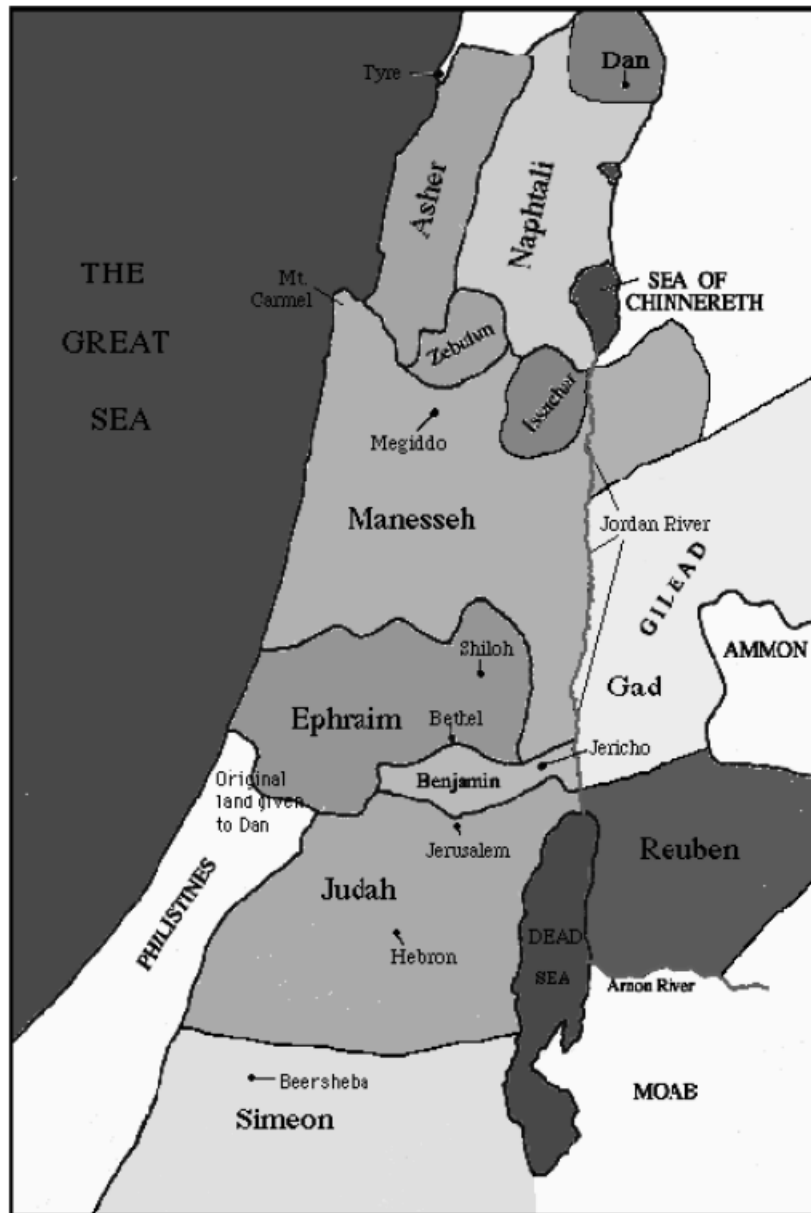 Dan
Tyre
Asher
Naphtali
THE
GREAT
SEA
Mt.
Carmel
SEA OF
CHINNERETH
Zebulun
Issachar
Megiddo
Manesseh
Jordan River
GILEAD
AMMON
Shiloh
Gad
Ephraim
Bethel
Jericho
Benjamin
Original
land given
to Dan
Jerusalem
Reuben
Judah
PHILISTINES
Hebron
DEAD
SEA
Arnon River
Beersheba
MOAB
Simeon